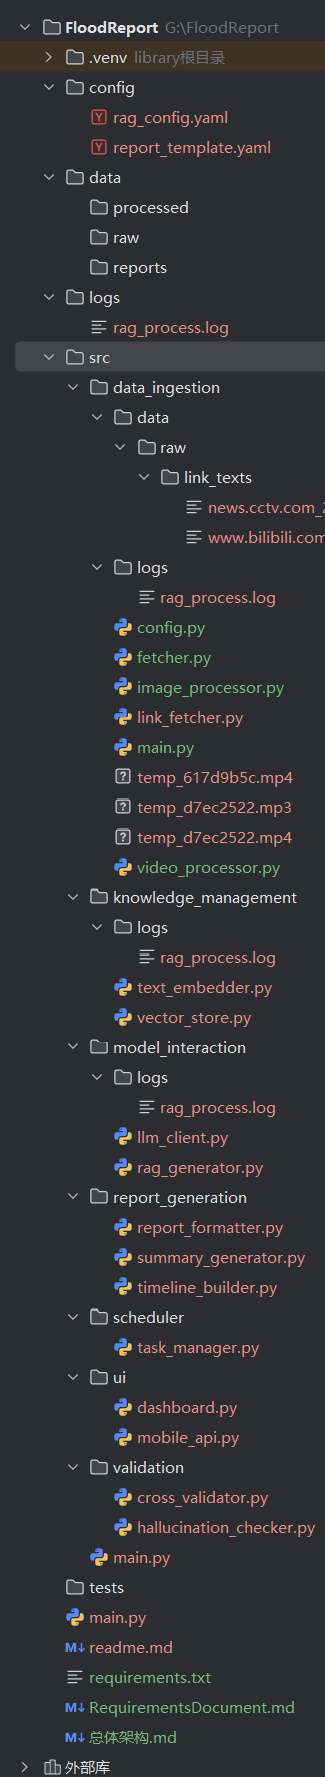 FloodReport G:\FloodReport
.venv library根目录
config
rag_config.yaml
report_template.yaml
data
processed
raw
reports
logs
rag_process.log
src
data_ingestion
data
raw
link_texts
news.cctv.com_2
www.bilibili.com
logs
rag_process.log
config.py
fetcher.py
image_processor.py
link_fetcher.py
main.py
temp_617d9b5c.mp4
temp_d7ec2522.mp3
temp_d7ec2522.mp4
video_processor.py
knowledge_management
logs
rag_process.log
text_embedder.py
vector_store.py
model_interaction
logs
rag_process.log
llm_client.py
rag_generator.py
report_generation
report_formatter.py
summary_generator.py
timeline_builder.py
scheduler
task_manager.py
ui
dashboard.py
mobile_api.py
validation
cross_validator.py
hallucination_checker.py
main.py
tests
main.py
readme.md
requirements.txt
RequirementsDocument.md
总体架构.md
外部库